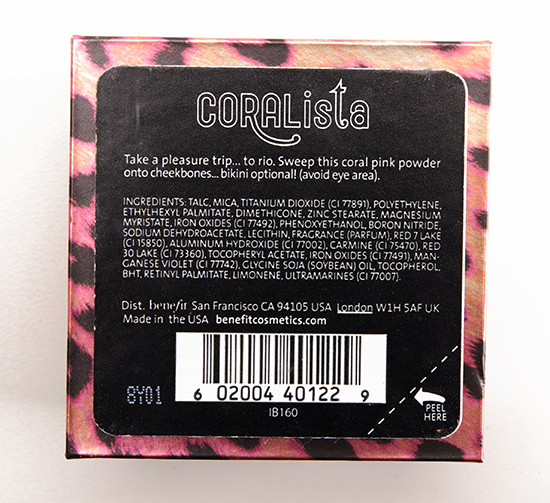 CORALista
Take a pleasure trip... to rio. Sweep this coral pink powder
onto cheekbones... bikini optional! (avoid eye area).
INGREDIENTS: TALC, MICA, TITANIUM DIOXIDE (CI 77891), POLYETHYLENE,
ETHYLHEXYL PALMITATE, DIMETHICONE, ZINC STEARATE, MAGNESIUM
MYRISTATE, IRON OXIDES (CI 77492), PHENOXYETHANOL, BORON NITRIDE,
SODIUM DEHYDROACETATE, LECITHIN, FRAGRANCE (PARFUM), RED 7 LAKE
(CI 15850), ALUMINUM HYDROXIDE (CI 77002), CARMINE (CI 75470), RED
30 LAKE (CI 73360), TOCOPHERYL ACETATE, IRON OXIDES (CI 77491), MAN-
GANESE VIOLET (CI 77742), GLYCINE SOJA (SOYBEAN) OIL, TOCOPHEROL,
BHT, RETINYL PALMITATE, LIMONENE, ULTRAMARINES (CI 77007).
Dist. benefit San Francisco CA 94105 USA London W1H 5AF UK
Made in the USA benefitcosmetics.com
8Y01
6 02004 40122 9
IB160
PEEL
HERE